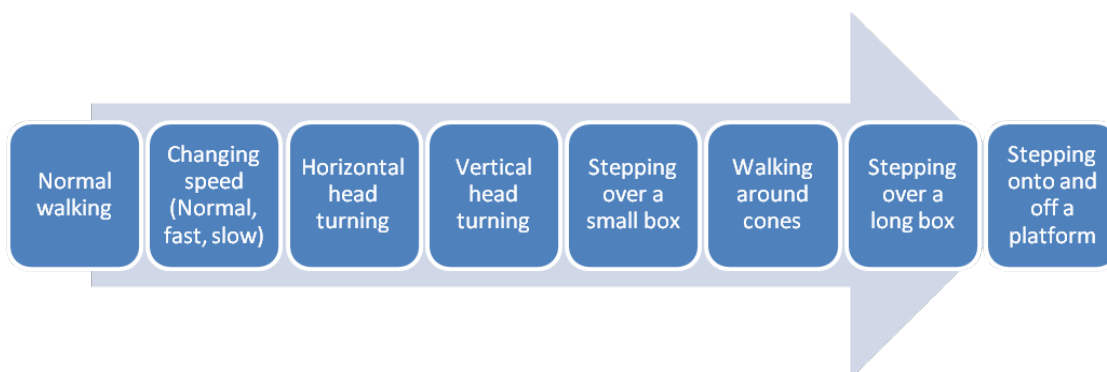 Normal
walking
Changing
speed
(Normal,
fast, slow)
Horizontal
head
turning
Vertical
head
turning
Stepping
over a
small box
Walking
around
cones
Stepping
over a
long box
Stepping
onto and
off a
platform